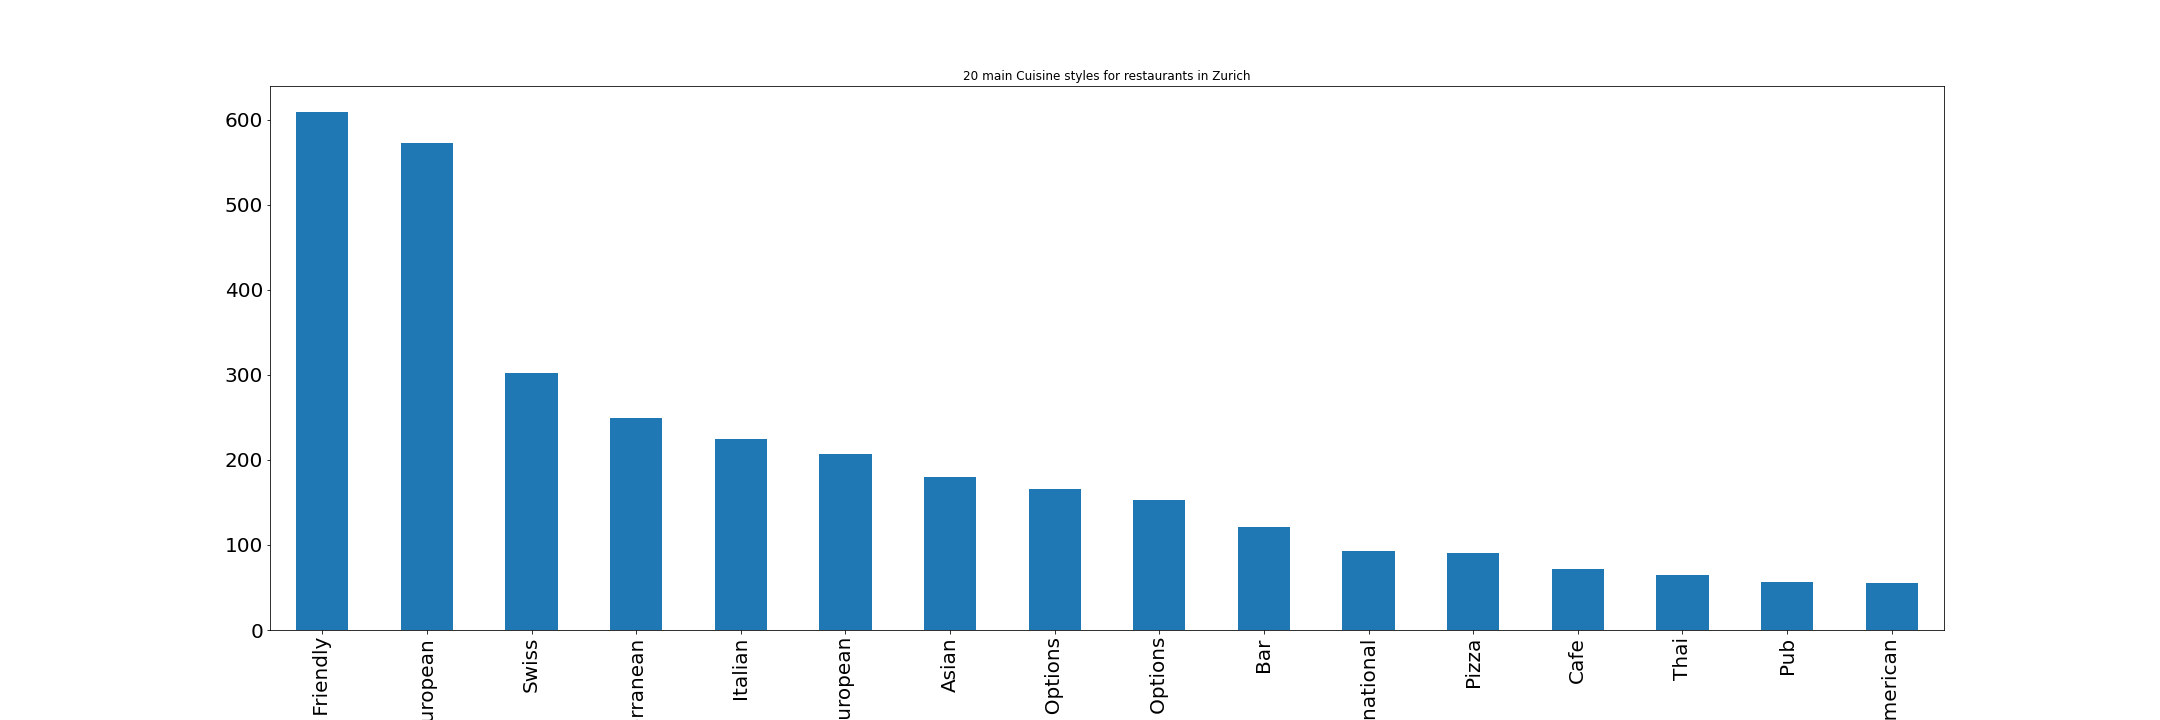 20 main Cuisine styles for restaurants in Zurich
600
500
400
300
200
100
0
Friendly
uropean
Swiss
rranean
Italian
uropean
Asian
Options
Options
Bar
national
Pizza
Cafe
Thai
Pub
merican